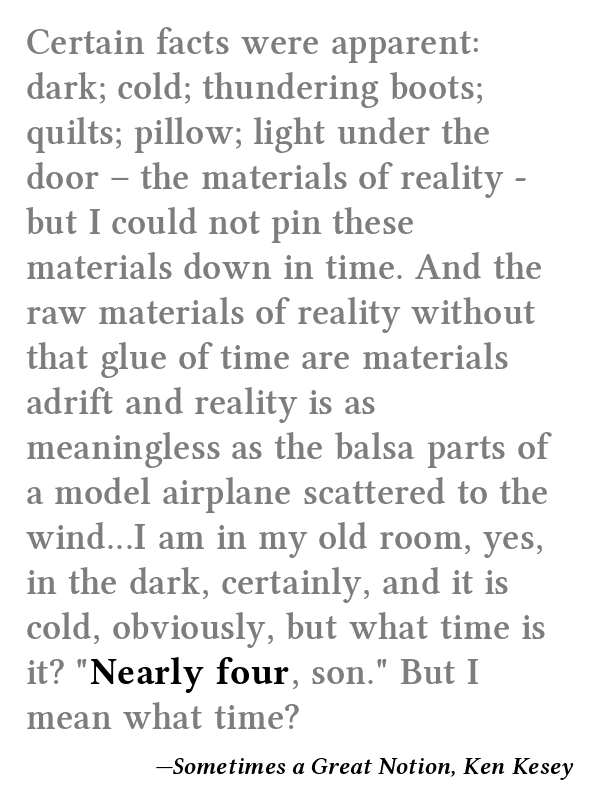 Certain facts were apparent:
dark; cold; thundering boots;
quilts; pillow; light under the
door – the materials of reality -
but I could not pin these
materials down in time. And the
raw materials of reality without
that glue of time are materials
adrift and reality is as
meaningless as the balsa parts of
a model airplane scattered to the
wind...I am in my old room, yes,
in the dark, certainly, and it is
cold, obviously, but what time is
it? "Nearly four, son." But I
mean what time?
—Sometimes a Great Notion, Ken Kesey